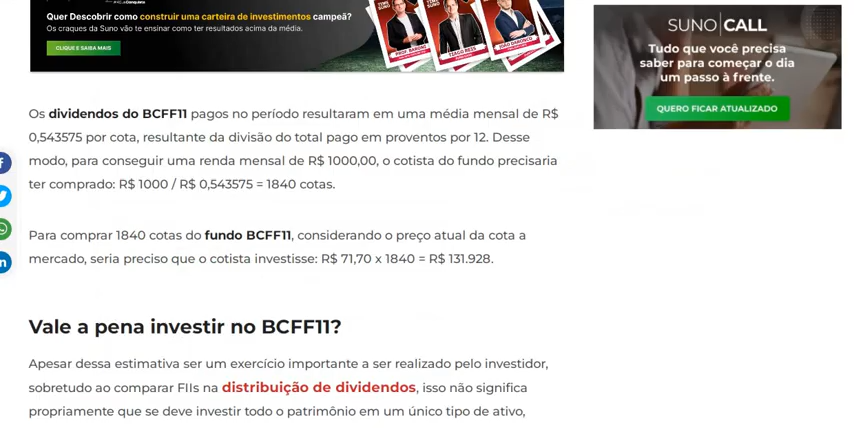 Quer Descobrir como construir uma carteira de investimentos campeã?
Os craques da Suno vão te ensinar como ter resultados acima da média.
CLIQUE E SAIBA MAIS
PROF. BARONI
TIAGO REIS
JOÃO DARONCO
SUNO CALL
Tudo que você precisa
saber para começar o dia
um passo à frente.
QUERO FICAR ATUALIZADO
Os dividendos do BCFF11 pagos no período resultaram em uma média mensal de R$
0,543575 por cota, resultante da divisão do total pago em proventos por 12. Desse
modo, para conseguir uma renda mensal de R$ 1000,00, o cotista do fundo precisaria
ter comprado: R$ 1000 / R$ 0,543575 = 1840 cotas.
Para comprar 1840 cotas do fundo BCFF11, considerando o preço atual da cota a
mercado, seria preciso que o cotista investisse: R$ 71,70 x 1840 = R$ 131.928.
Vale a pena investir no BCFF11?
Apesar dessa estimativa ser um exercício importante a ser realizado pelo investidor,
sobretudo ao comparar FIIs na distribuição de dividendos, isso não significa
propriamente que se deve investir todo o patrimônio em um único tipo de ativo,